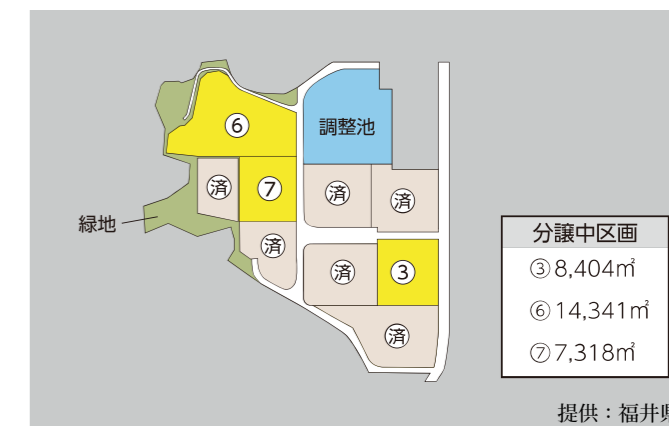 ⑥
調整池
済
⑦
済
済
緑地
済
済
③
済
分譲中区画
③8,404㎡
⑥14,341㎡
⑦7,318㎡
提供：福井県